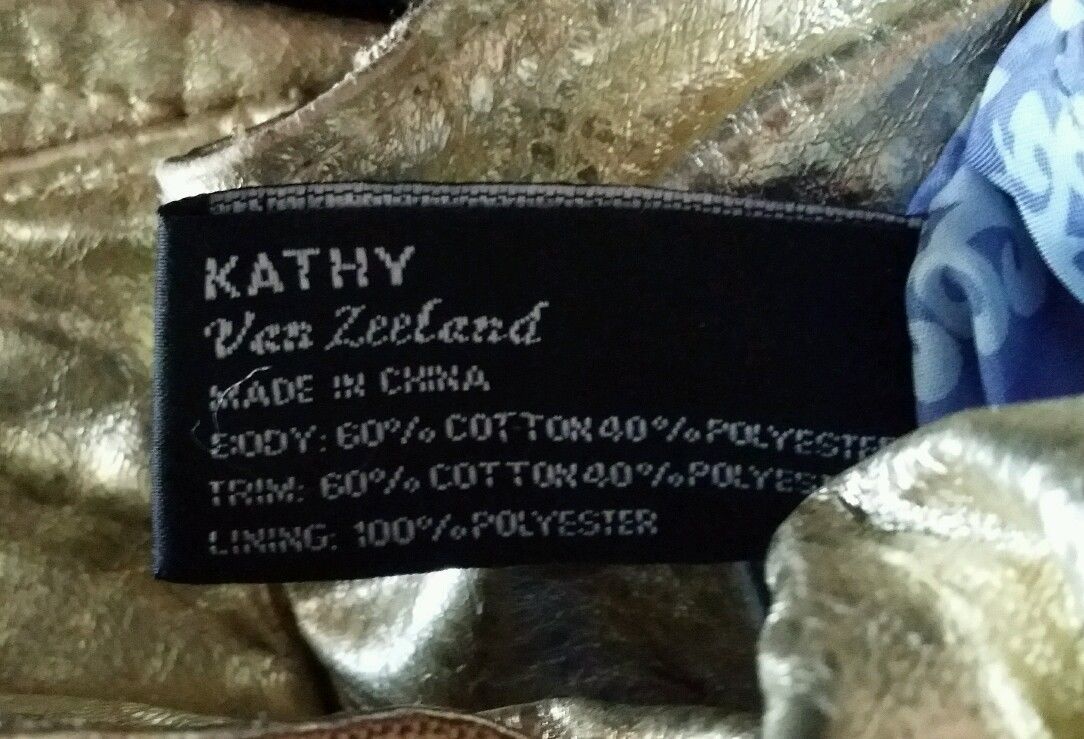 KATHY
Van Zeeland
MADE IN CHINA
BODY: 60% COTTON 40% POLYESTER
TRIM: 60% COTTON 40% POLYES
LINING: 100% POLYESTER